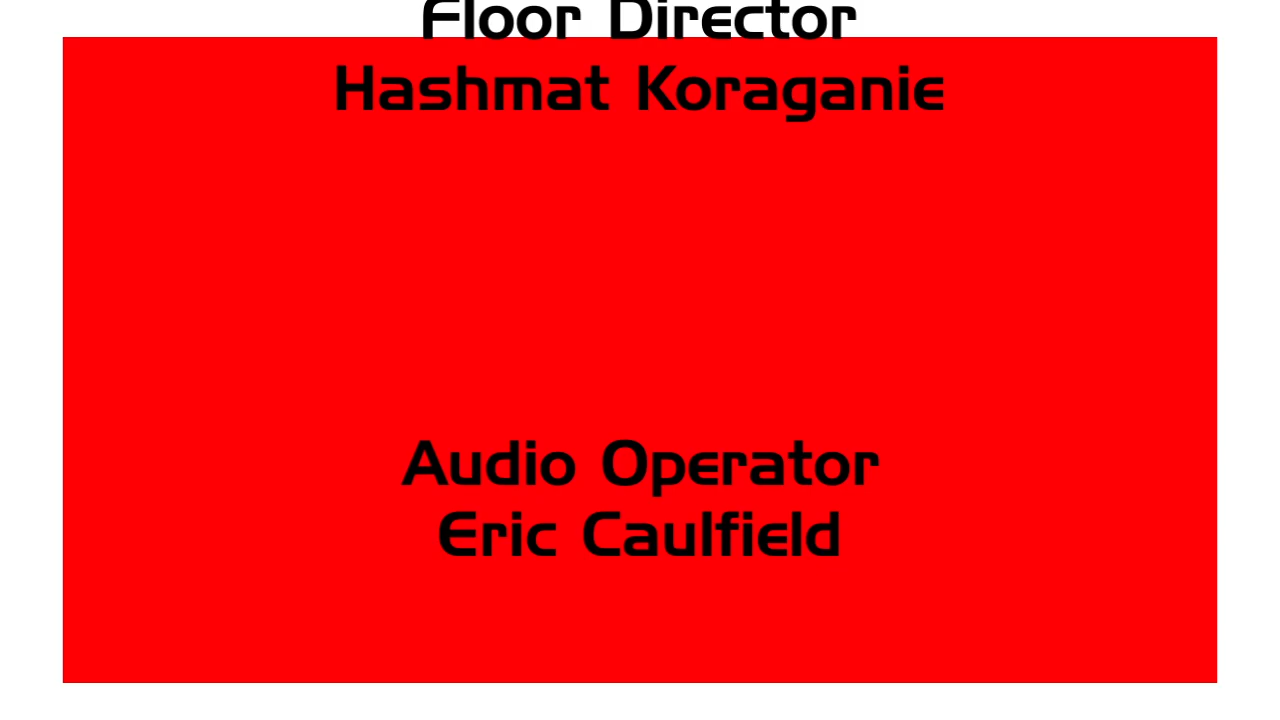 Floor Director
Hashmat Koraganie
Audio Operator
Eric Caulfield